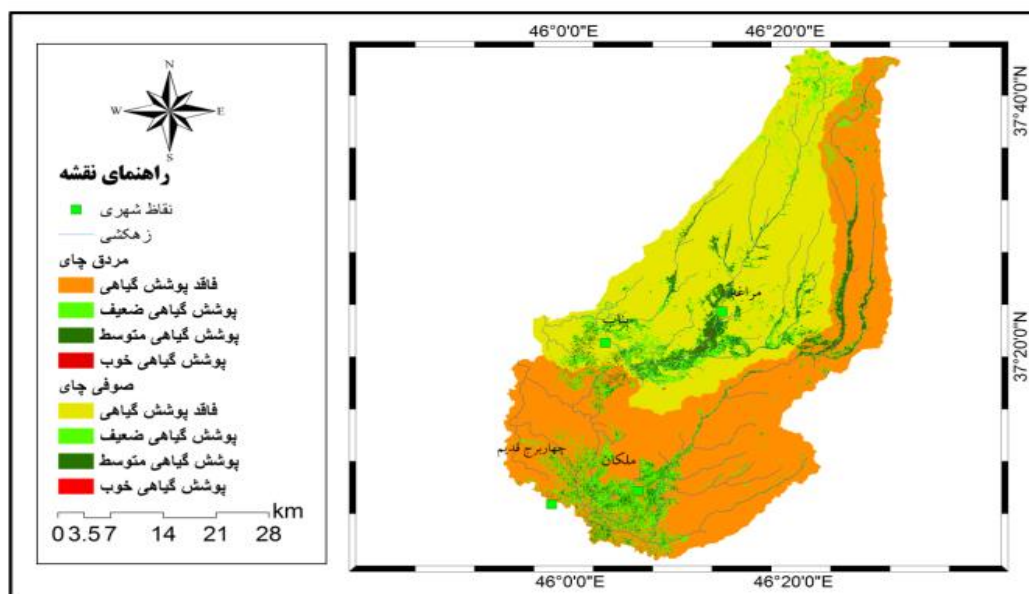 N
W E
S
راهنمای نقشه
نقاط شهری
زهکشی
مردق چای
فاقد پوشش گیاهی
پوشش گیاهی ضعیف
پوشش گیاهی متوسط
پوشش گیاهی خوب
صوفی چای
فاقد پوشش گیاهی
پوشش گیاهی ضعیف
پوشش گیاهی متوسط
پوشش گیاهی خوب
km
0 3.5 7 14 21 28
46°0'0"E 46°20'0"E
37°40'0"N
مراغه
بناب
37°20'0"N
چهاربرج قدیم
ملکان
46°0'0"E 46°20'0"E